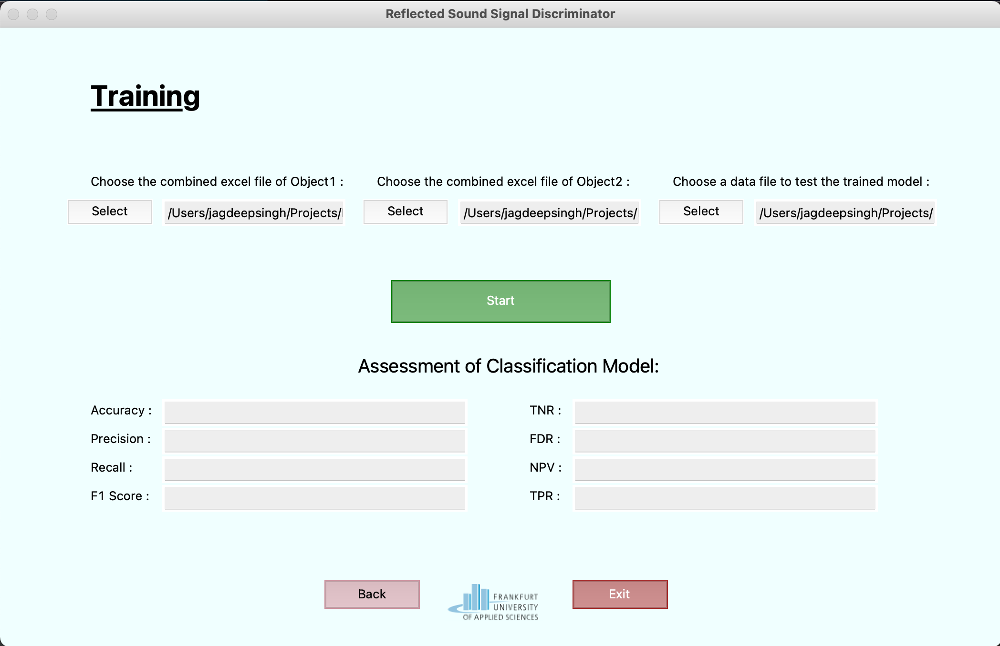 Reflected Sound Signal Discriminator
Training
Choose the combined excel file of Object1 :
Choose the combined excel file of Object2 :
Choose a data file to test the trained model :
Select
/Users/jagdeepsingh/Projects/
Select
/Users/jagdeepsingh/Projects/
Select
/Users/jagdeepsingh/Projects/
Start
Assessment of Classification Model:
Accuracy :
TNR :
Precision :
FDR :
Recall :
NPV :
F1 Score :
TPR :
Back
FRANKFURT
UNIVERSITY
OF APPLIED SCIENCES
Exit